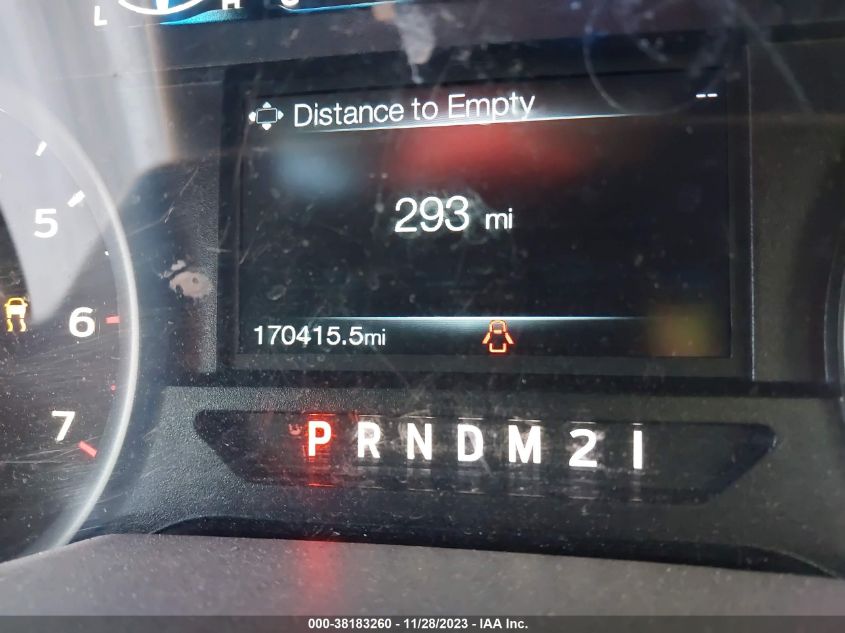 L H C
Distance to Empty --
5
293 mi
6
170415.5mi
7
P R N D M 2 1
000-38183260 - 11/28/2023 - IAA Inc.